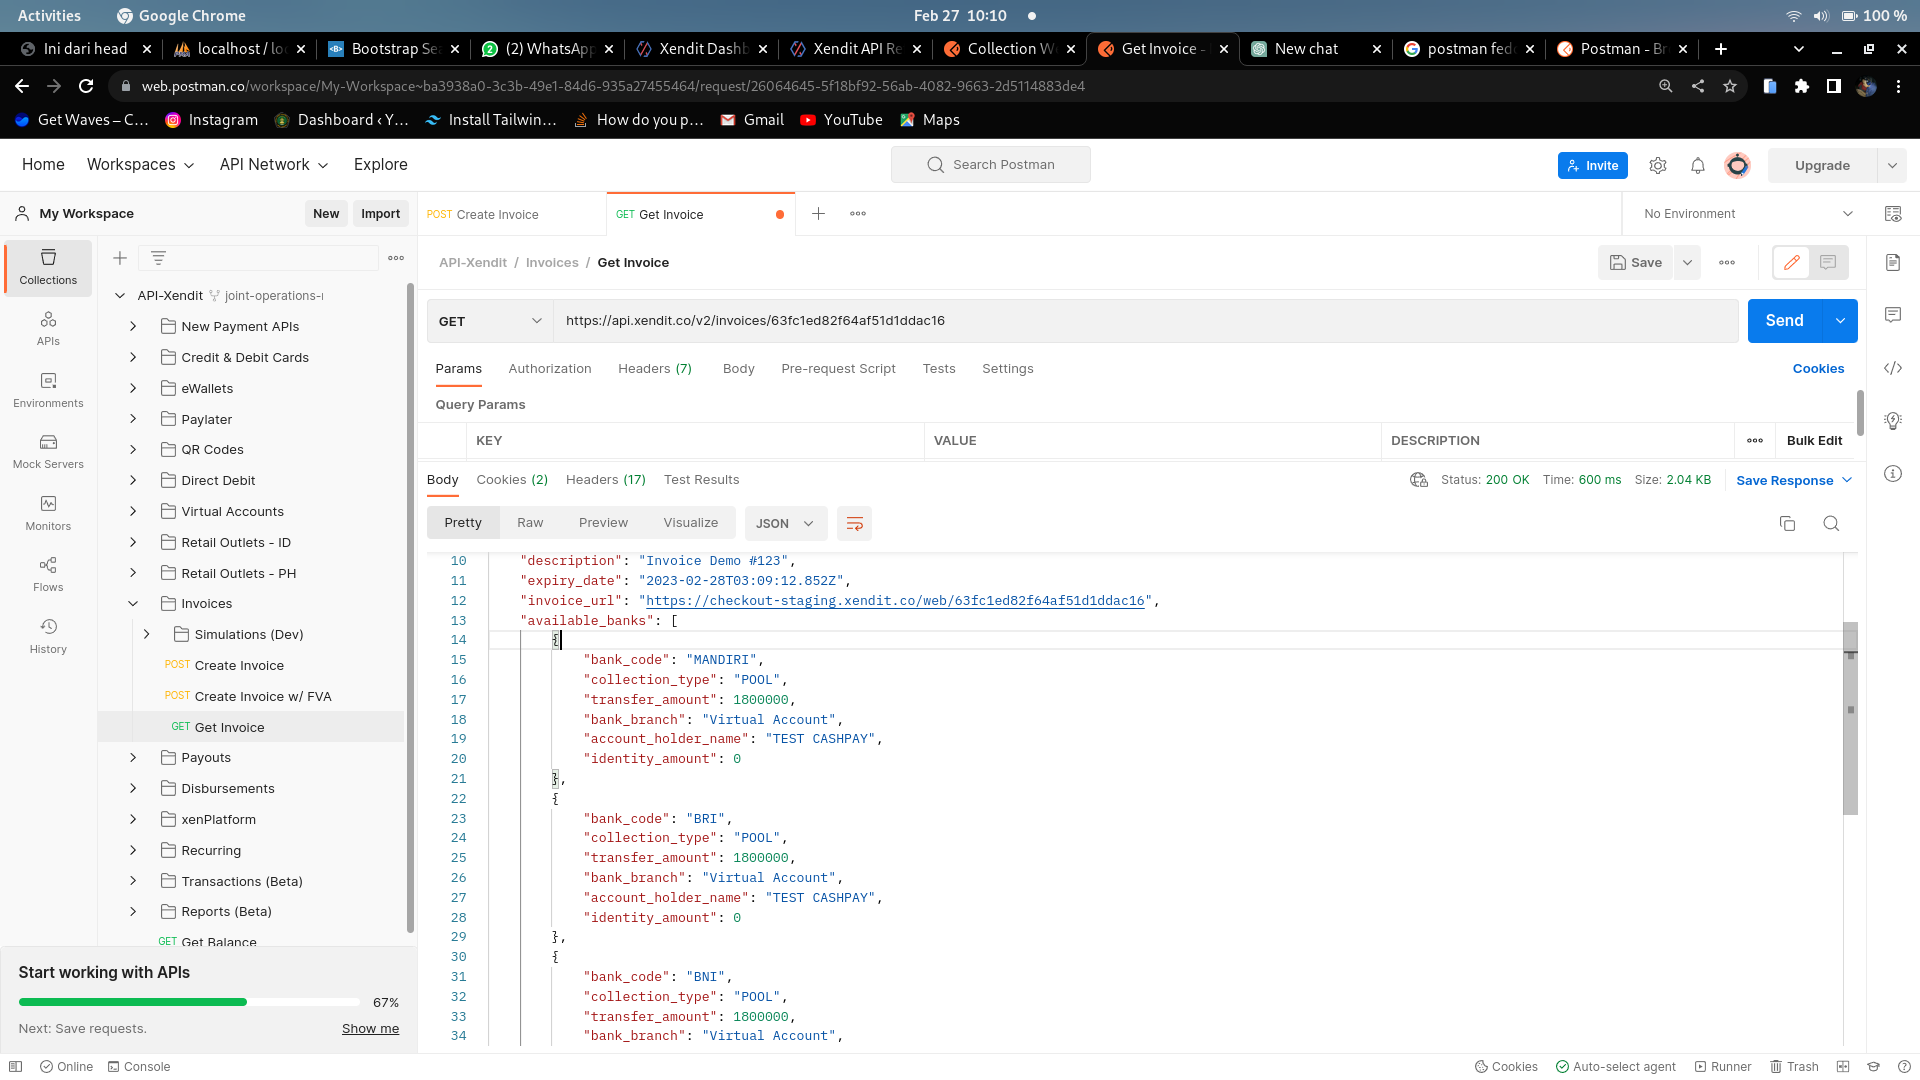 Activities
Google Chrome
Feb 27 10:10
100 %
Ini dari head
localhost / lo
Bootstrap Se
(2) WhatsApp
Xendit Dashb
Xendit API Re
Collection W
Get Invoice -
New chat
postman fed
Postman - Br
web.postman.co/workspace/My-Workspace~ba3938a0-3c3b-49e1-84d6-935a27455464/request/26064645-5f18bf92-56ab-4082-9663-2d5114883de4
Get Waves – C...
Instagram
Dashboard ‹ Y...
Install Tailwin...
How do you p...
Gmail
YouTube
Maps
Home
Workspaces
API Network
Explore
Search Postman
Invite
Upgrade
My Workspace
New
Import
POST Create Invoice
GET Get Invoice
No Environment
Collections
APIs
Environments
Mock Servers
Monitors
Flows
History
API-Xendit joint-operations-
New Payment APIs
Credit & Debit Cards
eWallets
Paylater
QR Codes
Direct Debit
Virtual Accounts
Retail Outlets - ID
Retail Outlets - PH
Invoices
Simulations (Dev)
POST Create Invoice
POST Create Invoice w/ FVA
GET Get Invoice
Payouts
Disbursements
xenPlatform
Recurring
Transactions (Beta)
Reports (Beta)
GET Get Balance
Start working with APIs
67%
Next: Save requests.
Show me
API-Xendit / Invoices / Get Invoice
Save
GET
https://api.xendit.co/v2/invoices/63fc1ed82f64af51d1ddac16
Send
Params
Authorization
Headers (7)
Body
Pre-request Script
Tests
Settings
Cookies
Query Params
KEY
VALUE
DESCRIPTION
Bulk Edit
Body
Cookies (2)
Headers (17)
Test Results
Status: 200 OK
Time: 600 ms
Size: 2.04 KB
Save Response
Pretty
Raw
Preview
Visualize
JSON
10 "description": "Invoice Demo #123",
11 "expiry_date": "2023-02-28T03:09:12.852Z",
12 "invoice_url": "https://checkout-staging.xendit.co/web/63fc1ed82f64af51d1ddac16",
13 "available_banks": [
14 {
15 "bank_code": "MANDIRI",
16 "collection_type": "POOL",
17 "transfer_amount": 1800000,
18 "bank_branch": "Virtual Account",
19 "account_holder_name": "TEST CASHPAY",
20 "identity_amount": 0
21 },
22 {
23 "bank_code": "BRI",
24 "collection_type": "POOL",
25 "transfer_amount": 1800000,
26 "bank_branch": "Virtual Account",
27 "account_holder_name": "TEST CASHPAY",
28 "identity_amount": 0
29 },
30 {
31 "bank_code": "BNI",
32 "collection_type": "POOL",
33 "transfer_amount": 1800000,
34 "bank_branch": "Virtual Account",
Online
Console
Cookies
Auto-select agent
Runner
Trash